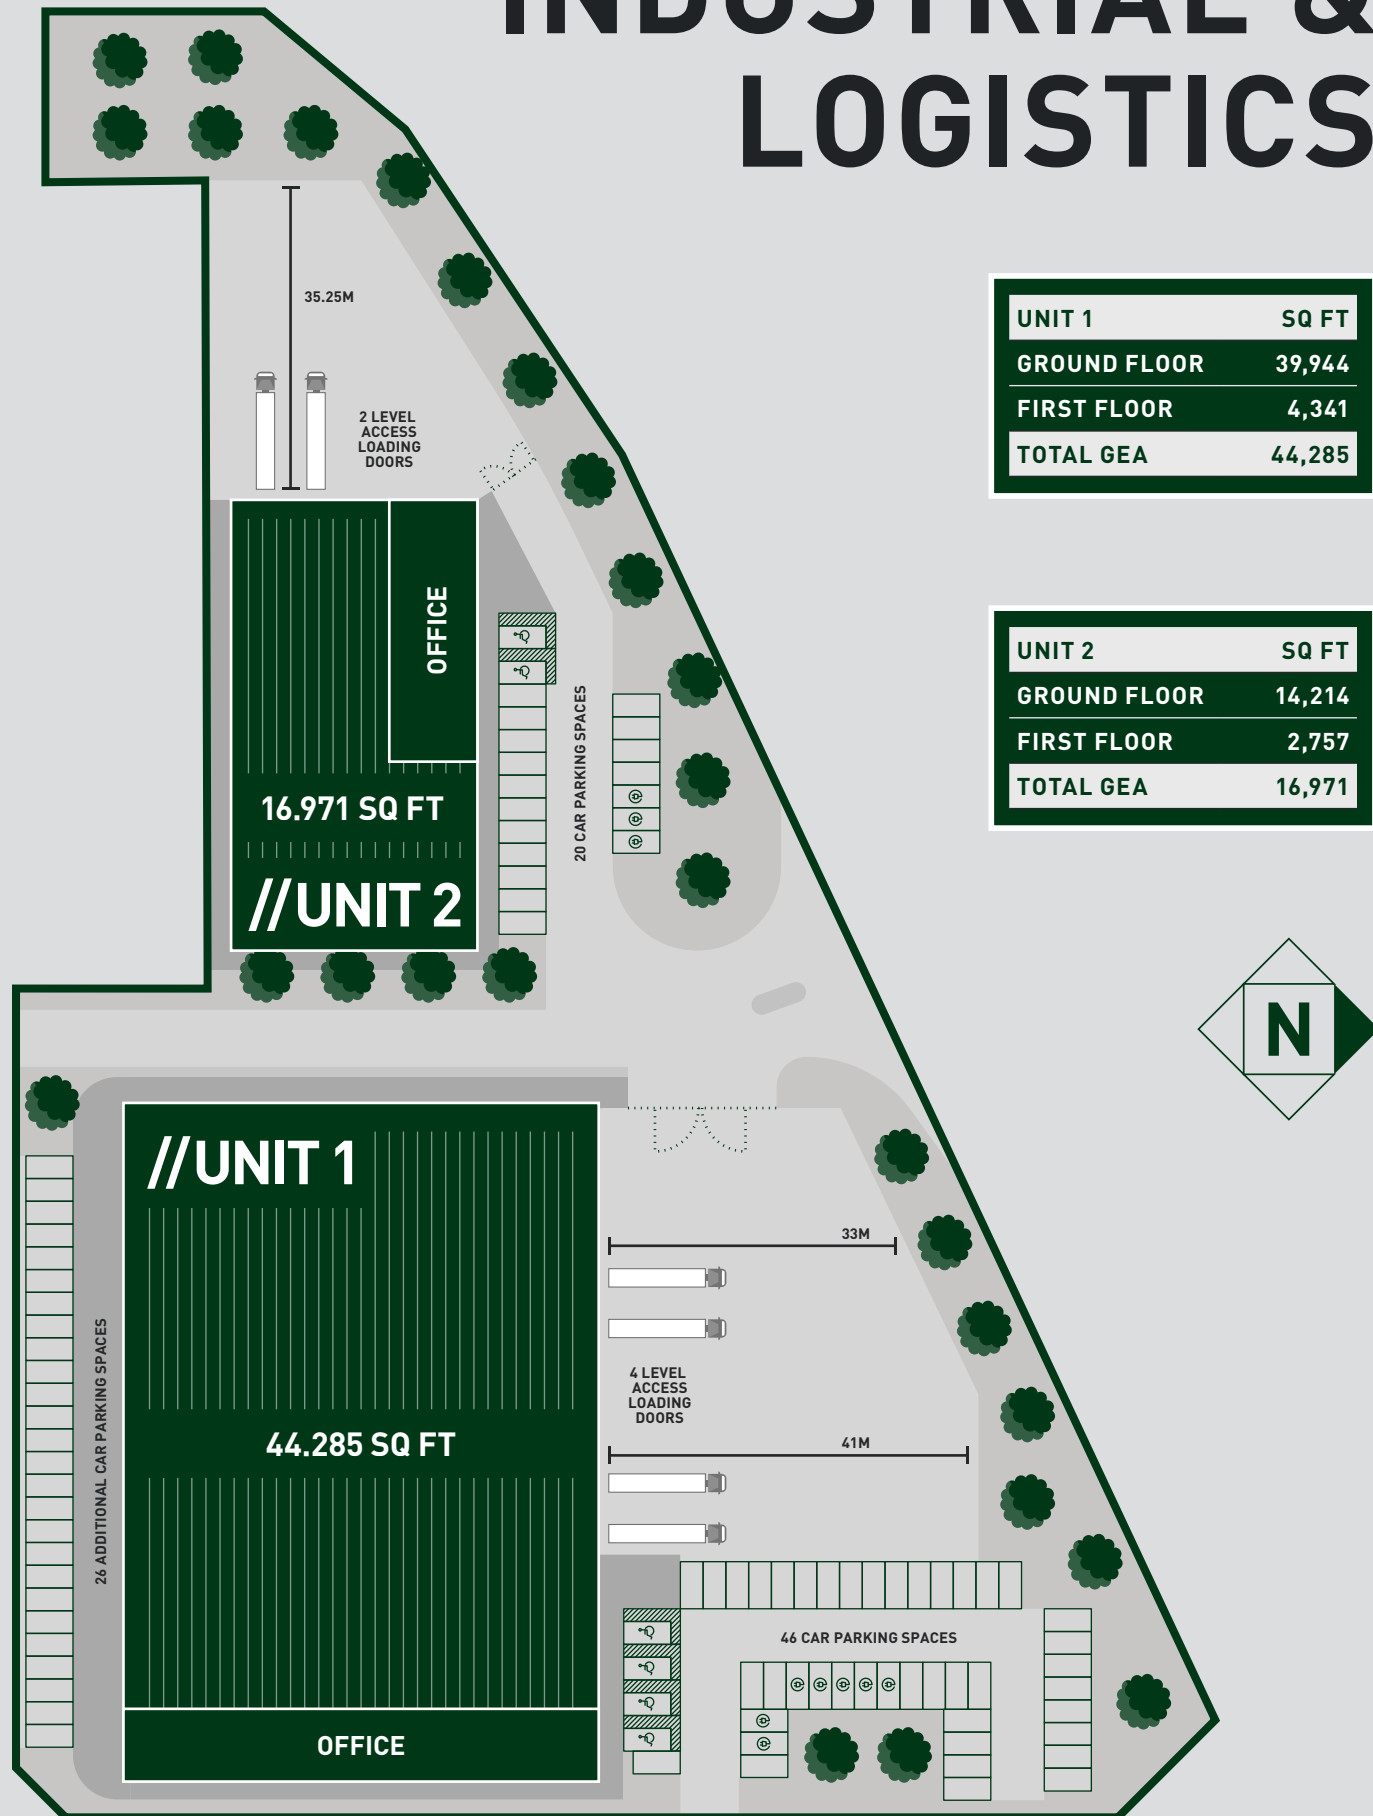 INDUSTRIAL &
LOGISTICS
35.25M
2 LEVEL
ACCESS
LOADING
DOORS
UNIT 1 SQ FT
GROUND FLOOR 39,944
FIRST FLOOR 4,341
TOTAL GEA 44,285
OFFICE
20 CAR PARKING SPACES
16.971 SQ FT
//UNIT 2
UNIT 2 SQ FT
GROUND FLOOR 14,214
FIRST FLOOR 2,757
TOTAL GEA 16,971
N
//UNIT 1
33M
4 LEVEL
ACCESS
LOADING
DOORS
41M
44.285 SQ FT
26 ADDITIONAL CAR PARKING SPACES
46 CAR PARKING SPACES
OFFICE